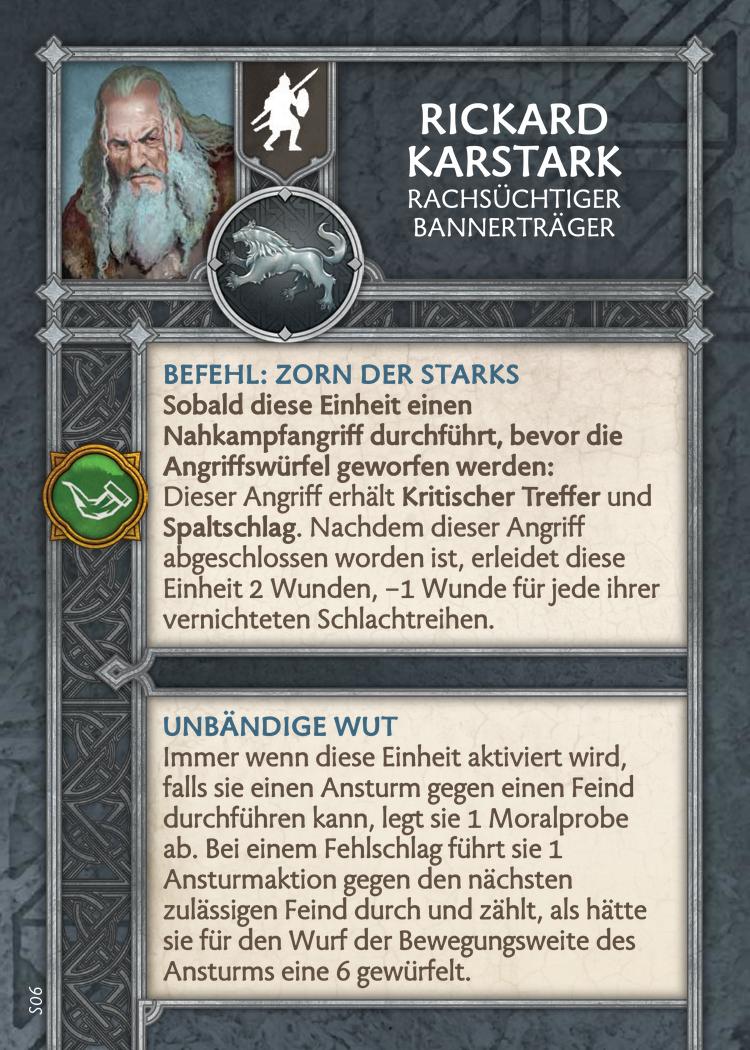 RICKARD
KARSTARK
RACHSÜCHTIGER
BANNERTRÄGER
BEFEHL: ZORN DER STARKS
Sobald diese Einheit einen
Nahkampfangriff durchführt, bevor die
Angriffswürfel geworfen werden:
Dieser Angriff erhält Kritischer Treffer und
Spaltschlag. Nachdem dieser Angriff
abgeschlossen worden ist, erleidet diese
Einheit 2 Wunden, −1 Wunde für jede ihrer
vernichteten Schlachtreihen.
UNBÄNDIGE WUT
Immer wenn diese Einheit aktiviert wird,
falls sie einen Ansturm gegen einen Feind
durchführen kann, legt sie 1 Moralprobe
ab. Bei einem Fehlschlag führt sie 1
Ansturmaktion gegen den nächsten
zulässigen Feind durch und zählt, als hätte
sie für den Wurf der Bewegungsweite des
Ansturms eine 6 gewürfelt.
S06